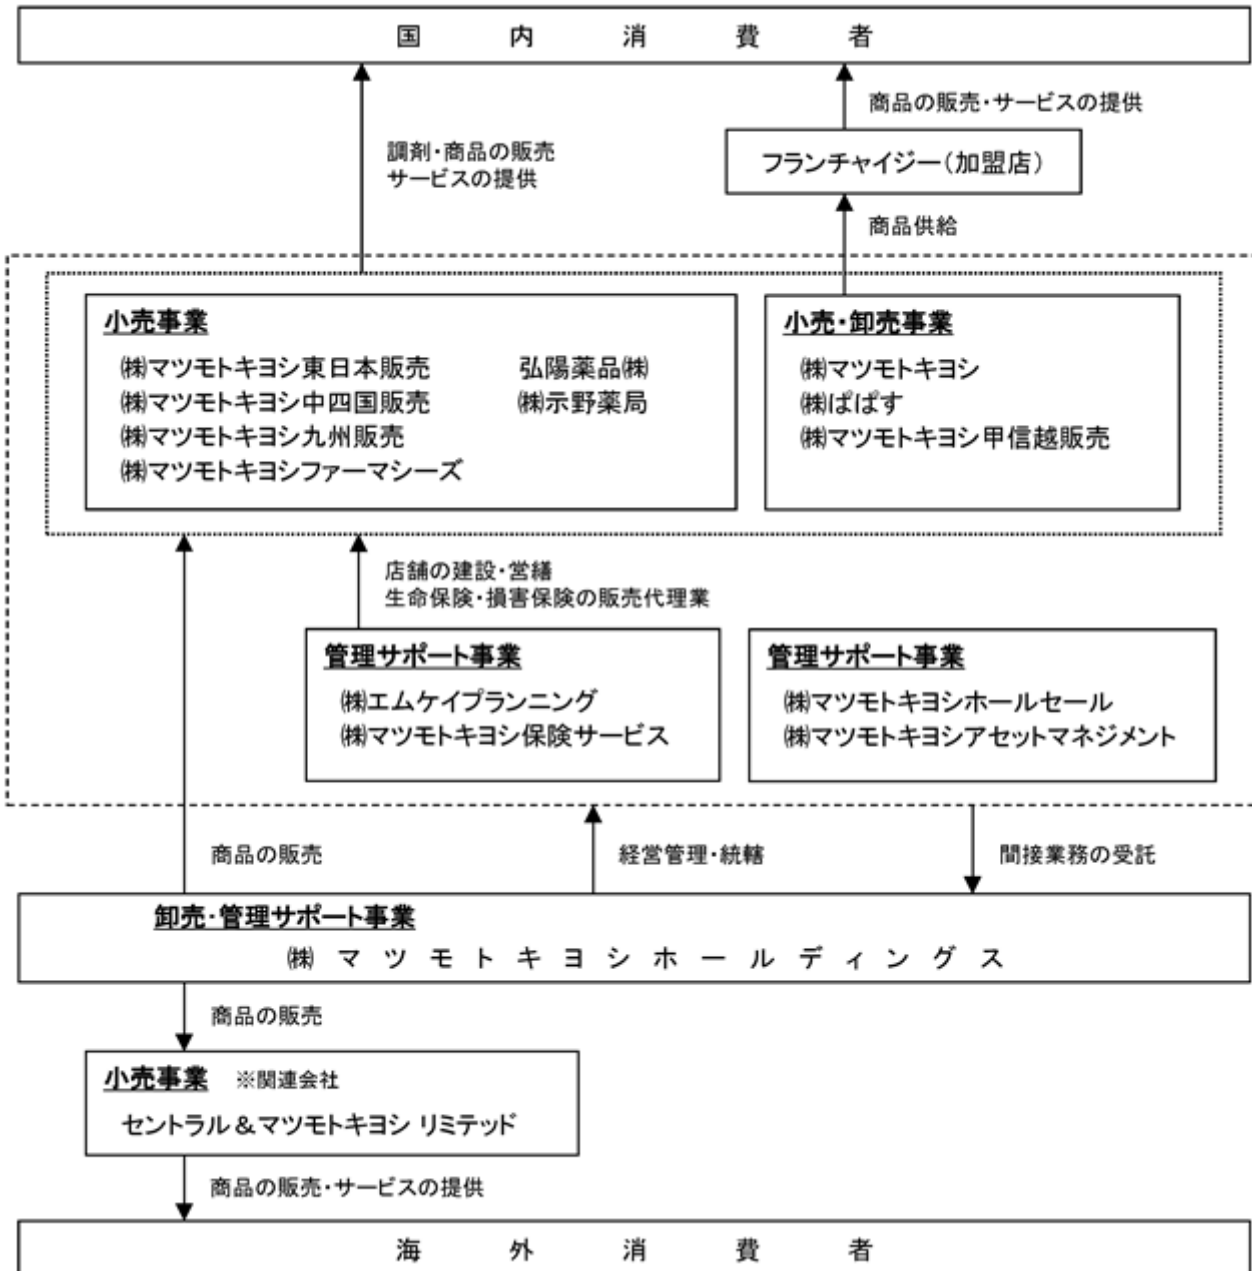 国内消費者
商品の販売・サービスの提供
調剤・商品の販売
サービスの提供
フランチャイジー(加盟店)
商品供給
小売事業
㈱マツモトキヨシ東日本販売 弘陽薬品㈱
㈱マツモトキヨシ中四国販売 ㈱示野薬局
㈱マツモトキヨシ九州販売
㈱マツモトキヨシファーマシーズ
小売・卸売事業
㈱マツモトキヨシ
㈱ぱぱす
㈱マツモトキヨシ甲信越販売
店舗の建設・営繕
生命保険・損害保険の販売代理業
管理サポート事業
㈱エムケイプランニング
㈱マツモトキヨシ保険サービス
管理サポート事業
㈱マツモトキヨシホールセール
㈱マツモトキヨシアセットマネジメント
商品の販売
経営管理・統轄
間接業務の受託
卸売・管理サポート事業
㈱マツモトキヨシホールディングス
商品の販売
小売事業 ※関連会社
セントラル＆マツモトキヨシ リミテッド
商品の販売・サービスの提供
海外消費者